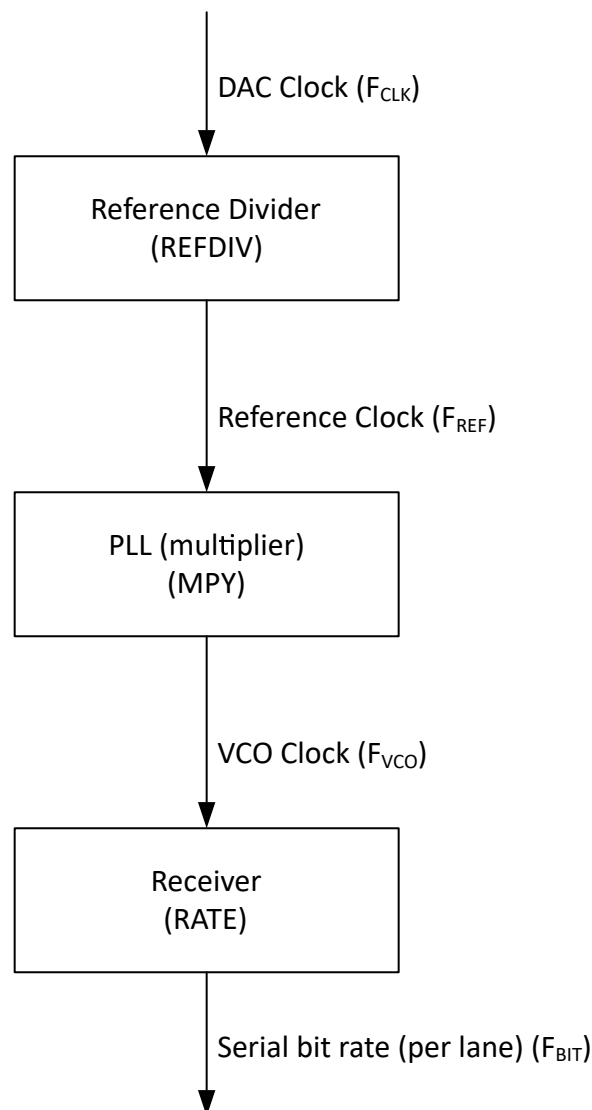 DAC Clock (FCLK)
Reference Divider
(REFDIV)
Reference Clock (FREF)
PLL (multiplier)
(MPY)
VCO Clock (FVCO)
Receiver
(RATE)
Serial bit rate (per lane) (FBIT)